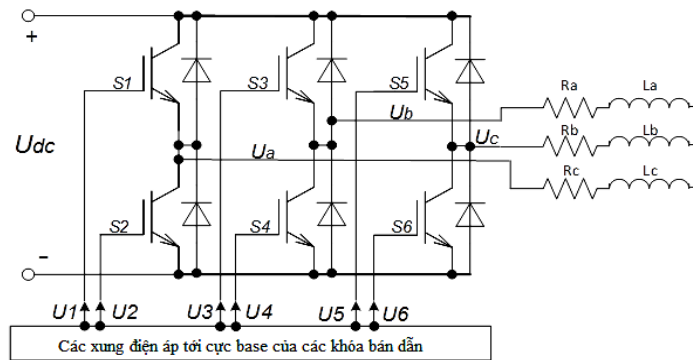 +
S1
S3
S5
Ra
La
Ub
Udc
Uc
Rb
Lb
Ua
Rc
Lc
S2
S4
S6
−
U1
U2
U3
U4
U5
U6
Các xung điện áp tới cực base của các khóa bán dẫn